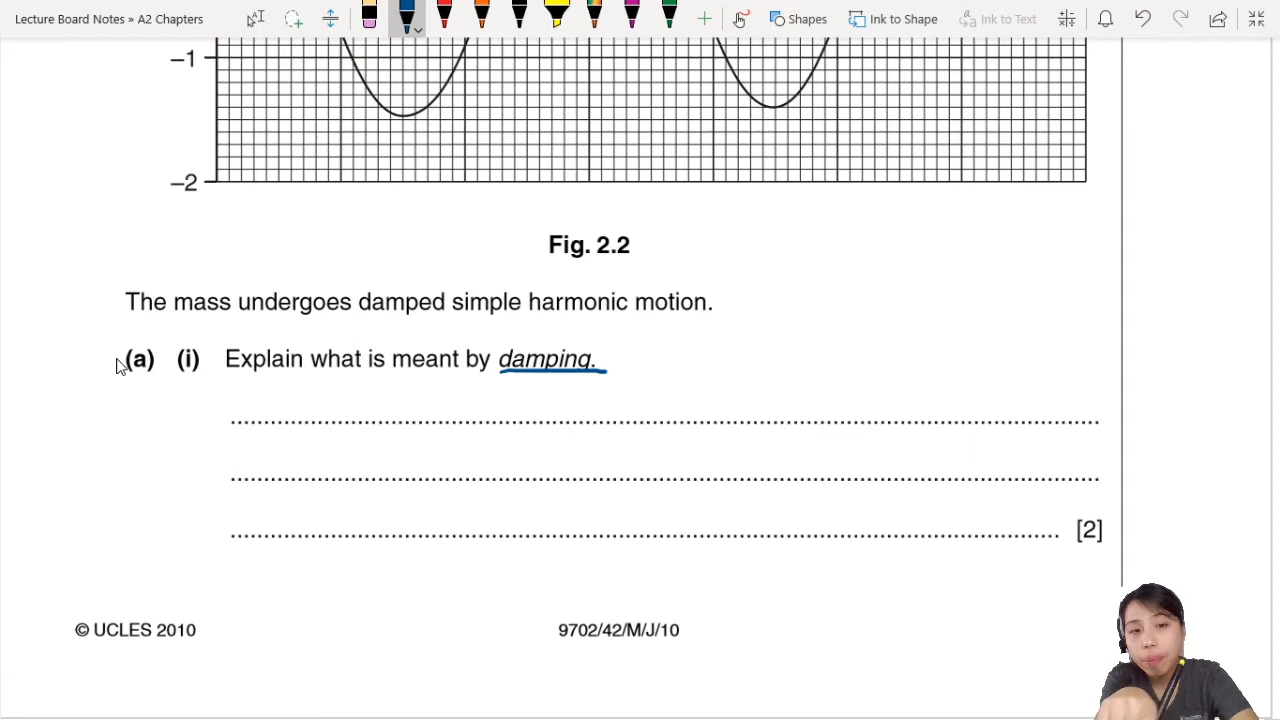 Lecture Board Notes » A2 Chapters
Shapes
Ink to Shape
Ink to Text
–1
–2
Fig. 2.2
The mass undergoes damped simple harmonic motion.
(a) (i) Explain what is meant by damping.
[2]
© UCLES 2010
9702/42/M/J/10